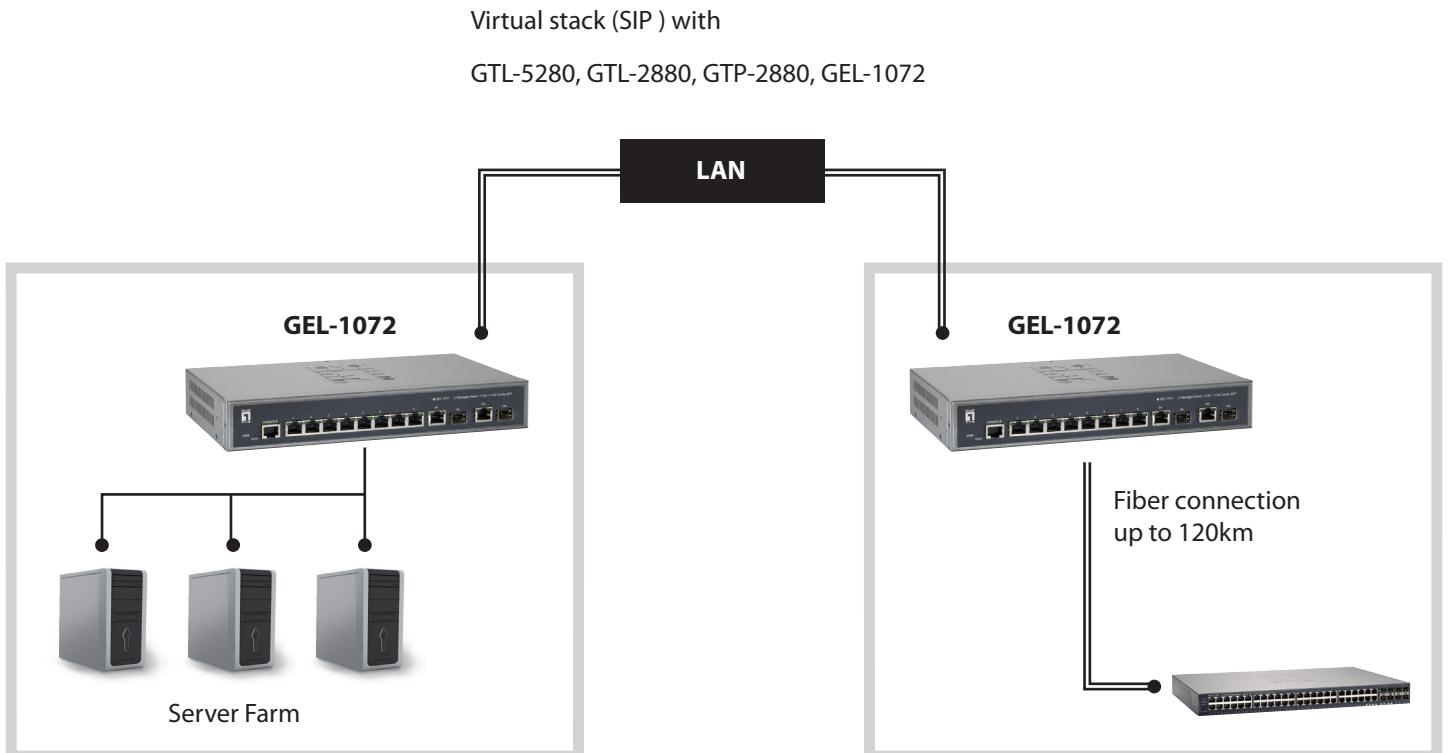 Virtual stack (SIP ) with
GTL-5280, GTL-2880, GTP-2880, GEL-1072
LAN
GEL-1072
GEL-1072
CONSOLE
Fiber connection
up to 120km
Server Farm